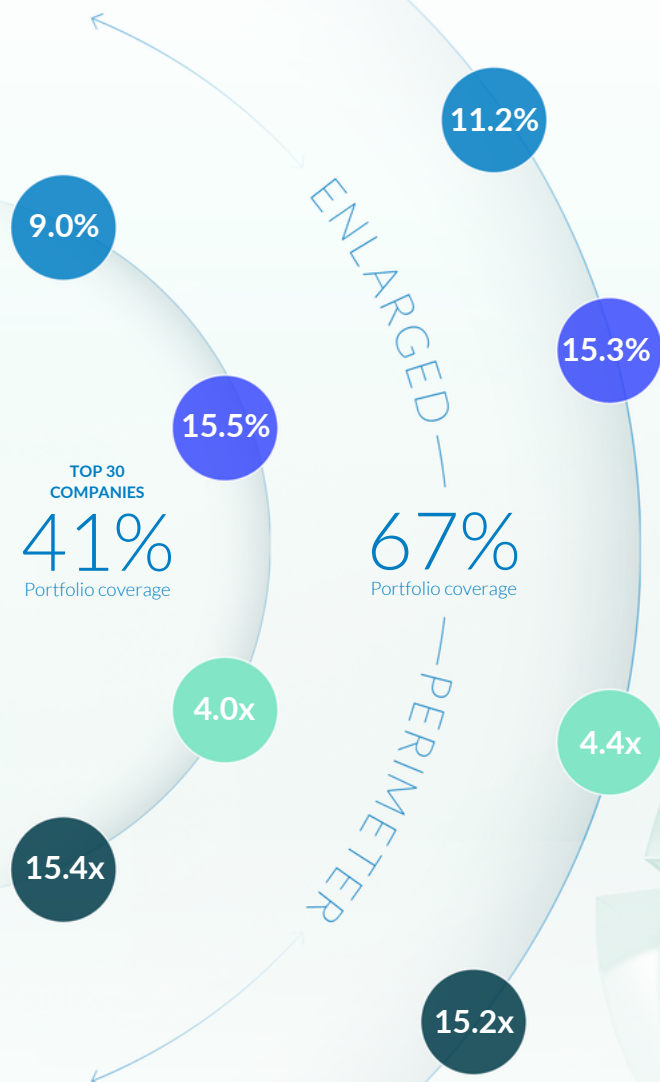 11.2%
9.0%
ENLARGED
15.3%
15.5%
TOP 30
COMPANIES
41%
Portfolio coverage
67%
Portfolio coverage
4.0x
4.4x
PERIMETER
15.4x
15.2x